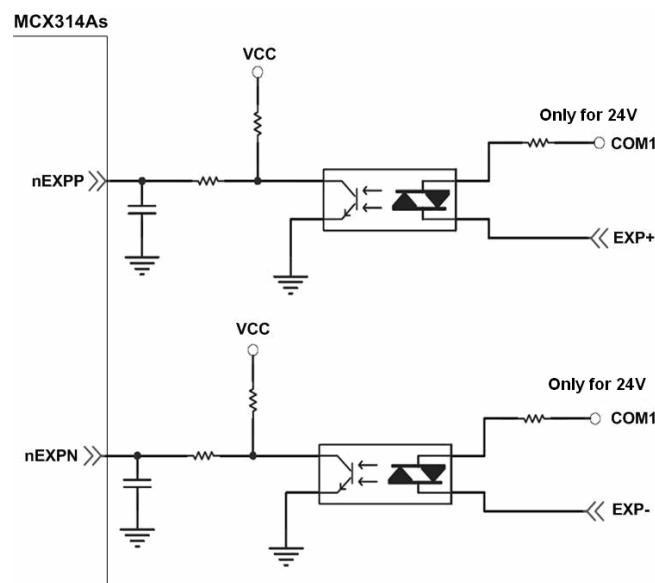 MCX314As
VCC
Only for 24V
COM1
nEXPP
EXP+
VCC
Only for 24V
COM1
nEXPN
EXP-